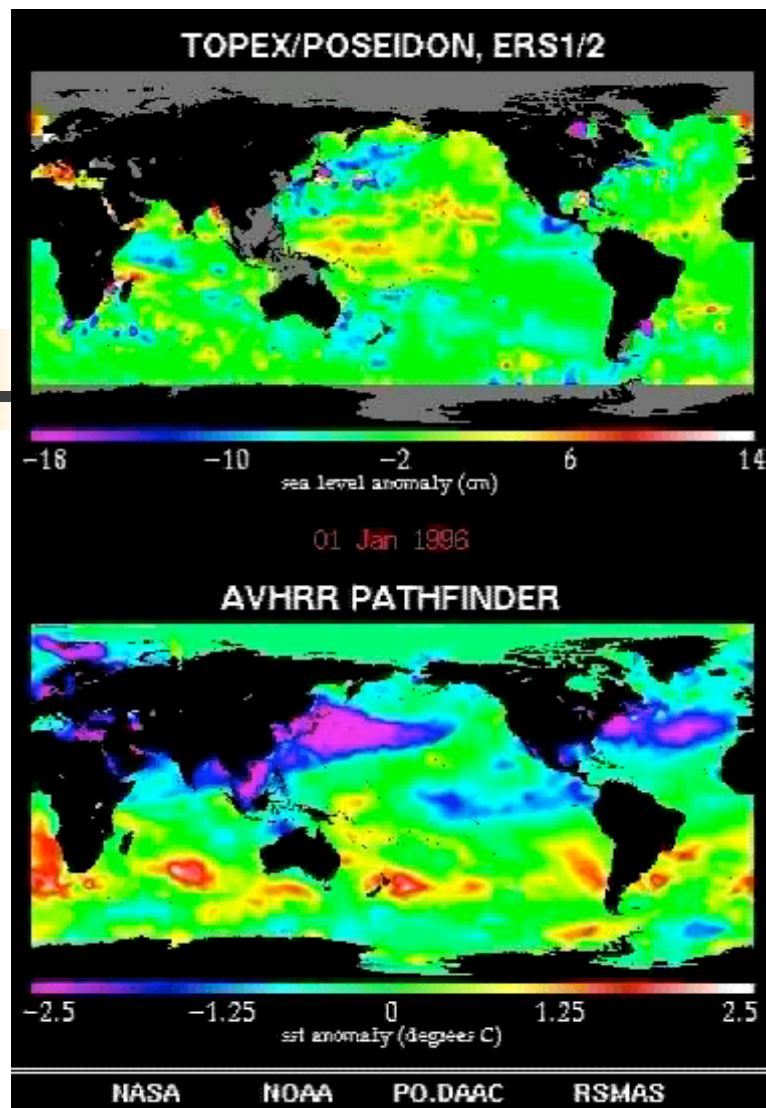 TOPEX/POSEIDON, ERS1/2
-18 -10 -2 6 14
sea level anomaly (cm)
01 Jan 1996
AVHRR PATHFINDER
-2.5 -1.25 0 1.25 2.5
sst anomaly (degrees C)
NASA NOAA PO.DAAC RSMAS